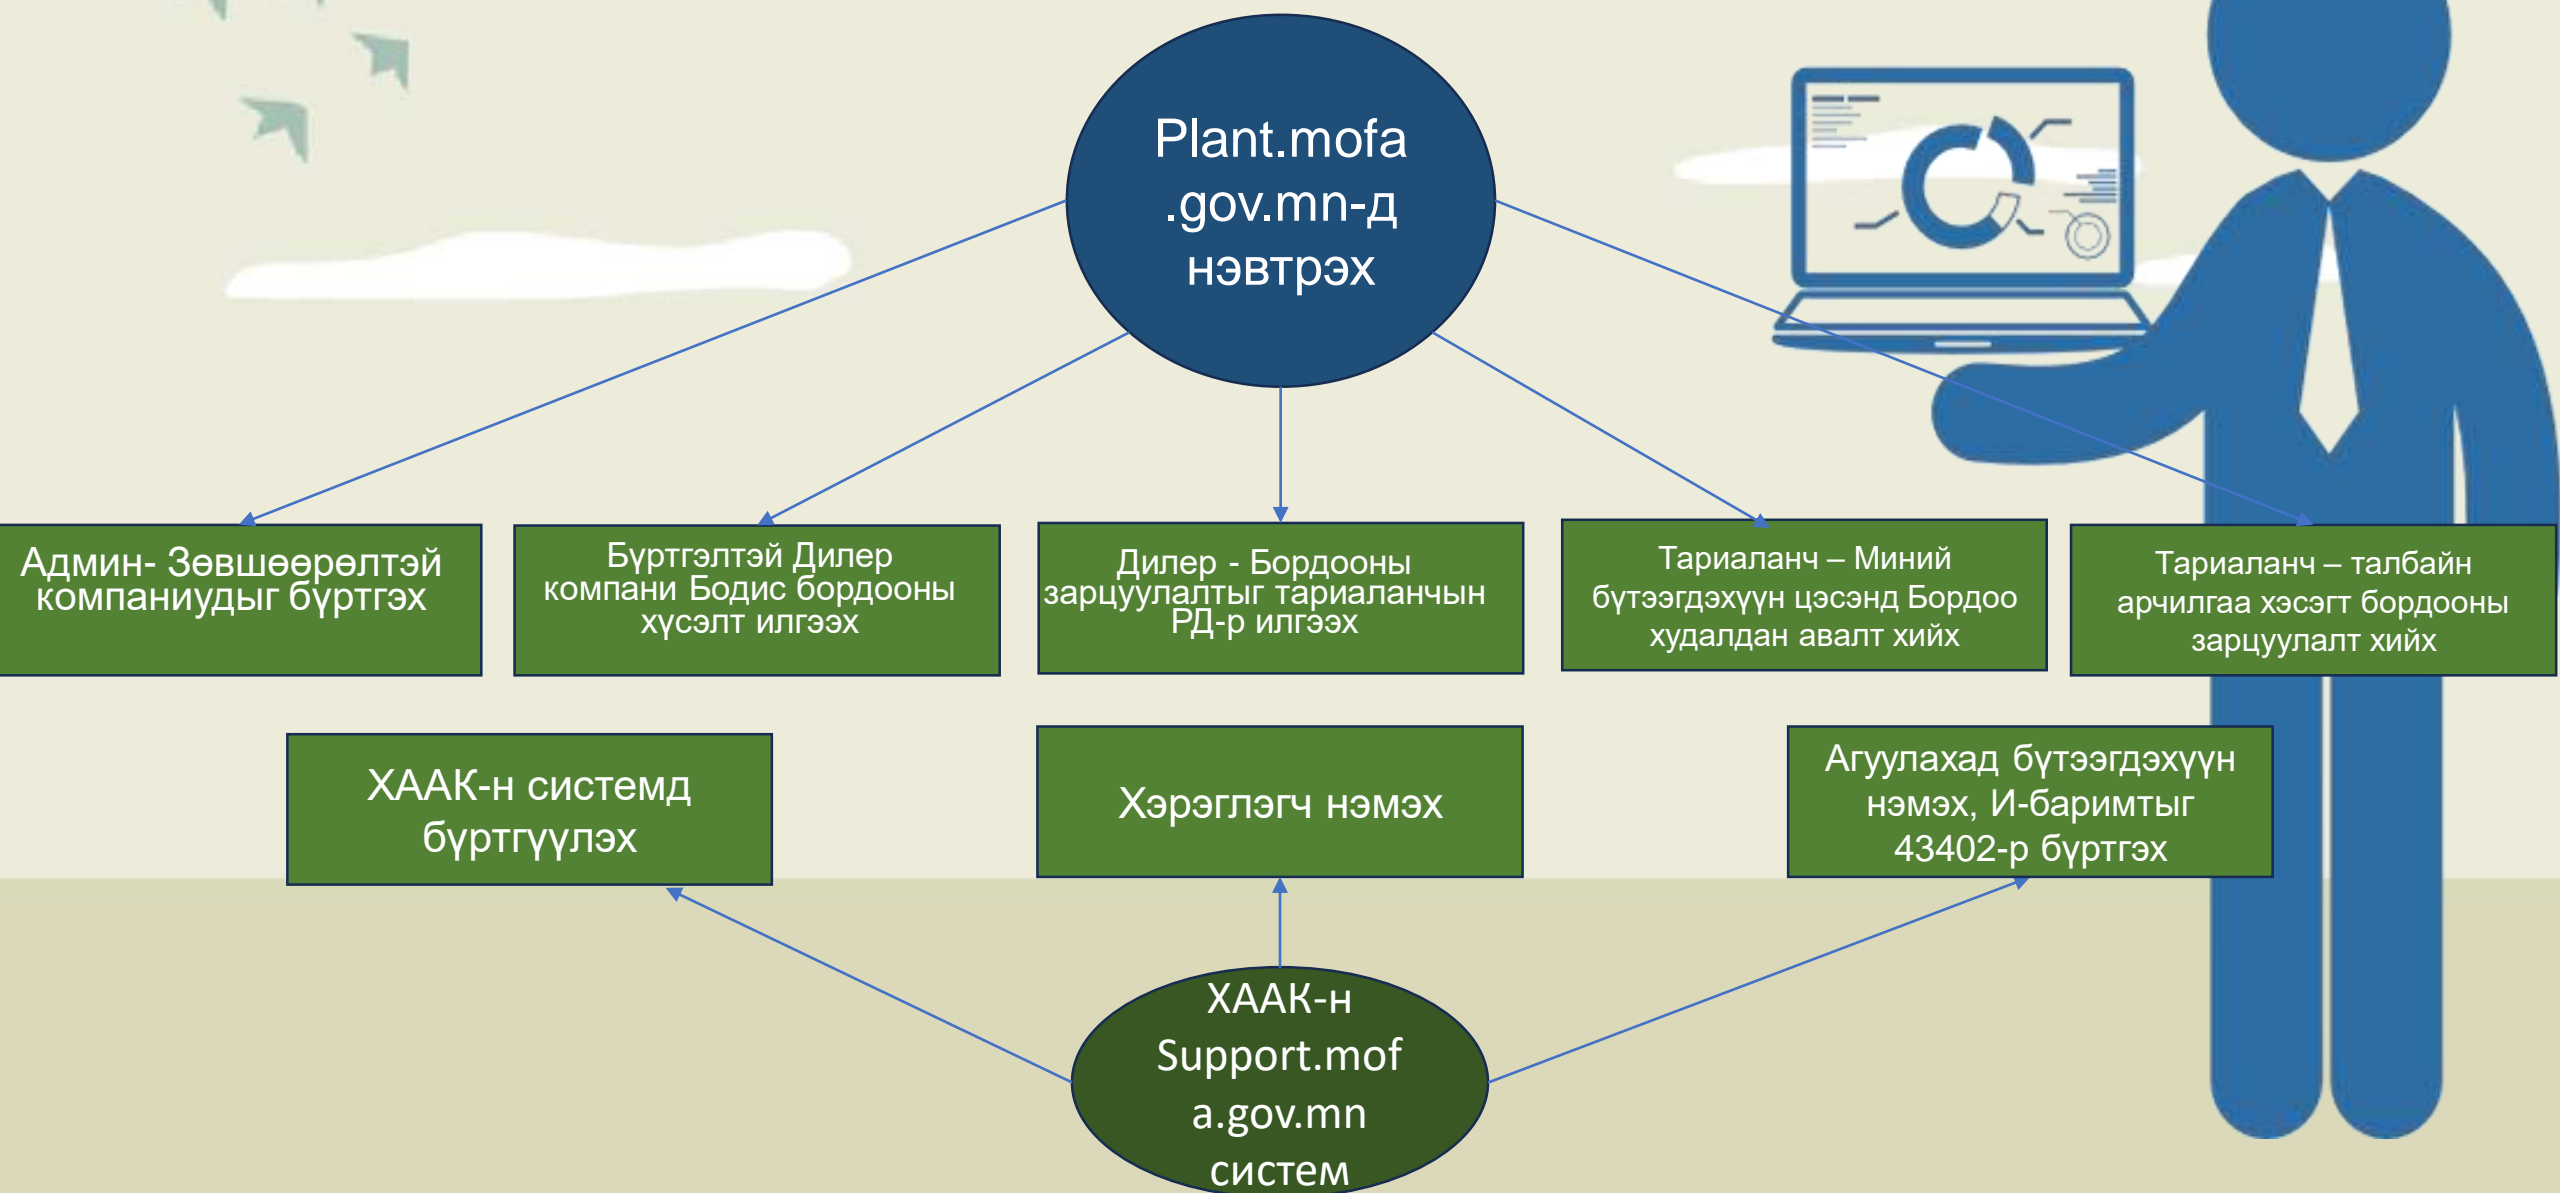 Plant.mofa
.gov.mn-д
нэвтрэх
Админ- Зөвшөөрөлтэй
компаниудыг бүртгэх
Бүртгэлтэй Дилер
компани Бодис бордооны
хүсэлт илгээх
Дилер - Бордооны
зарцуулалтыг тариаланчын
РД-р илгээх
Тариаланч – Миний
бүтээгдэхүүн цэсэнд Бордоо
худалдан авалт хийх
Тариаланч – талбайн
арчилгаа хэсэгт бордооны
зарцуулалт хийх
ХААК-н системд
бүртгүүлэх
Хэрэглэгч нэмэх
Агуулахад бүтээгдэхүүн
нэмэх, И-баримтыг
43402-р бүртгэх
ХААК-н
Support.mof
a.gov.mn
систем